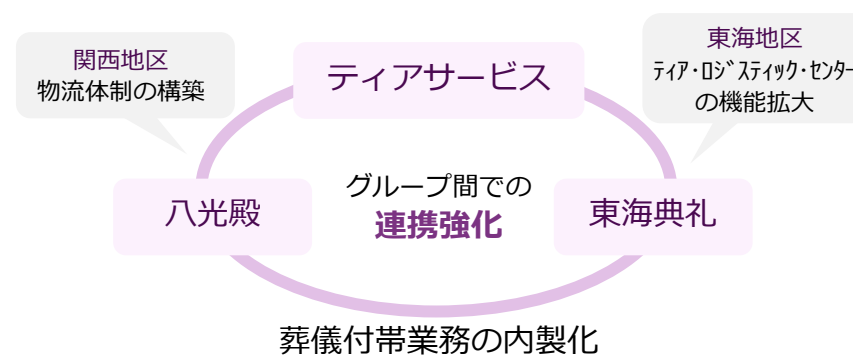 関西地区
物流体制の構築
ティアサービス
東海地区
ﾃｨｱ･ﾛｼﾞｽﾃｨｯｸ･ｾﾝﾀｰ
の機能拡大
八光殿
グループ間での
連携強化
東海典礼
葬儀付帯業務の内製化